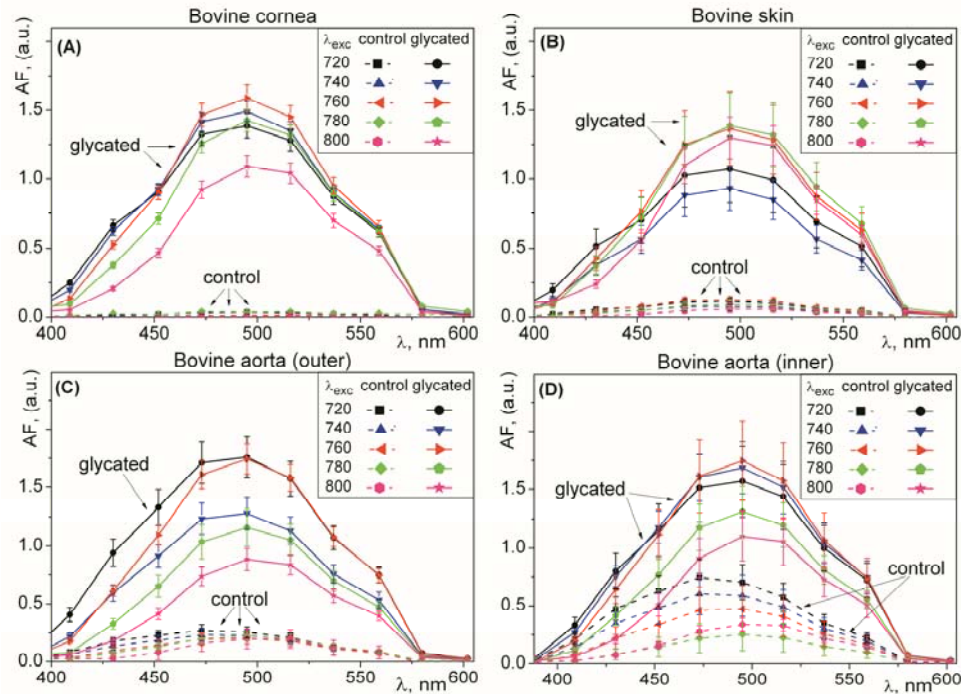 Bovine cornea
(A)
AF, (a.u.)
λexc control glycated
720
740
760
780
800
glycated
control
0.0
0.5
1.0
1.5
400 450 500 550 600
λ, nm
Bovine skin
(B)
AF, (a.u.)
λexc control glycated
720
740
760
780
800
glycated
control
0.0
0.5
1.0
1.5
400 450 500 550 600
λ, nm
Bovine aorta (outer)
(C)
AF, (a.u.)
λexc control glycated
720
740
760
780
800
glycated
control
0.0
0.5
1.0
1.5
400 450 500 550 600
λ, nm
Bovine aorta (inner)
(D)
AF, (a.u.)
λexc control glycated
720
740
760
780
800
glycated
control
0.0
0.5
1.0
1.5
400 450 500 550 600
λ, nm